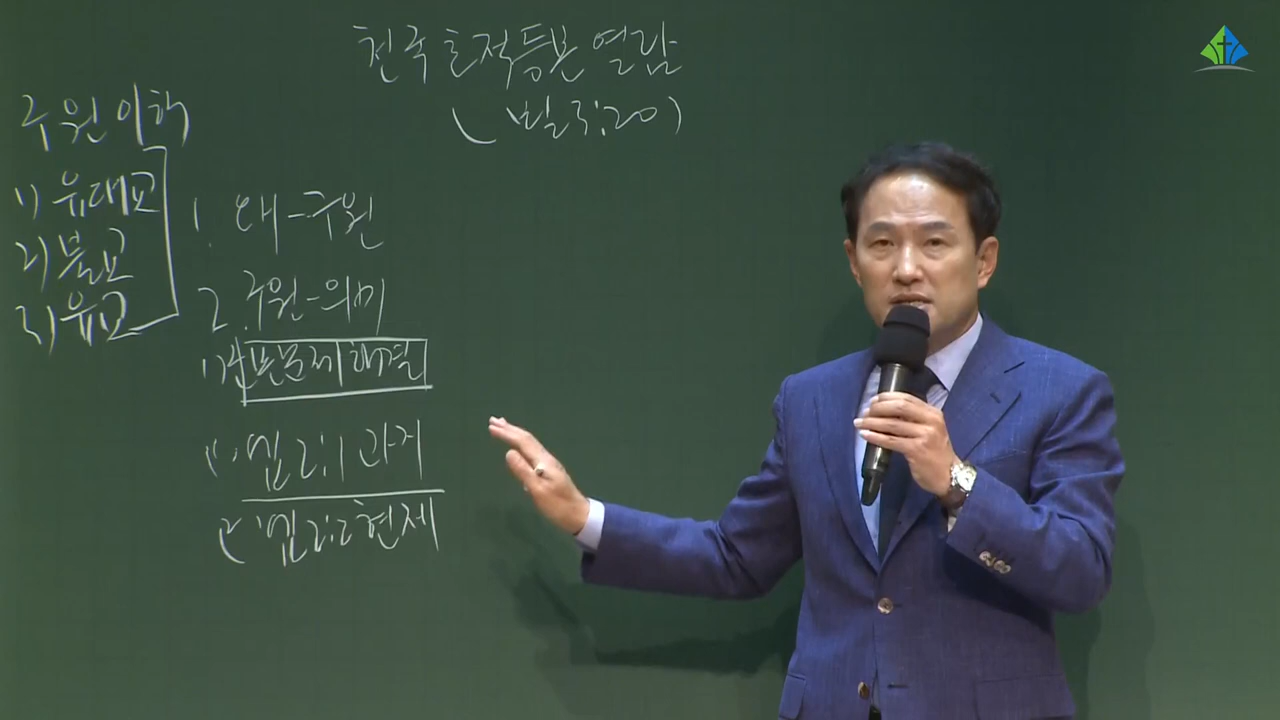 천국 호적등본 열람
(빌3:20)
구원 이해
1) 유대교
2) 불교
3) 유교
1. 왜-구원
2. 구원-의미
1) 근본문제 해결
(1) 엡2:1 과거
(2) 엡2:2 현제